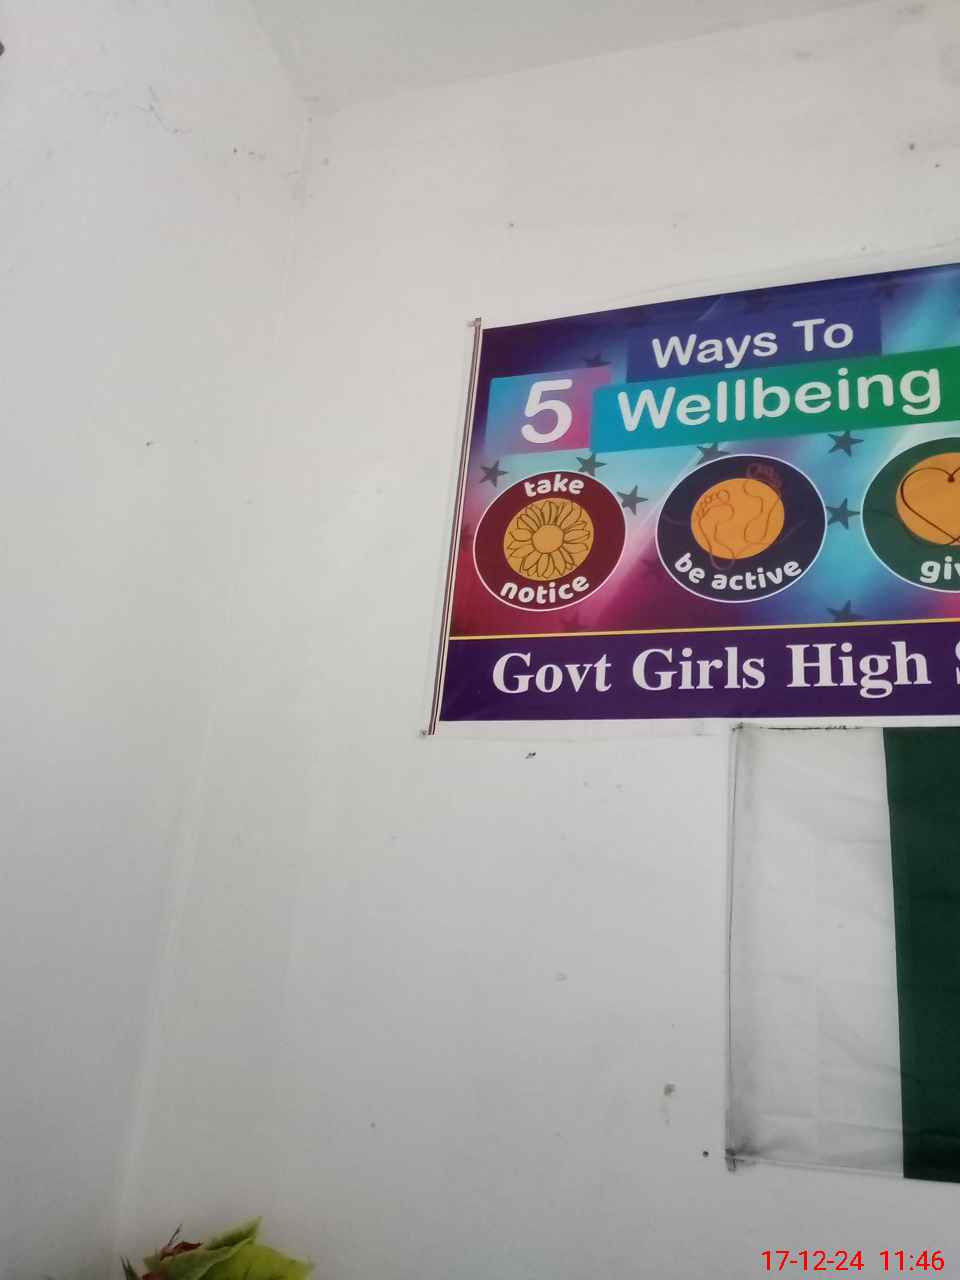 Ways To
5 Wellbeing
take
notice
be active
Govt Girls High
17-12-24 11:46